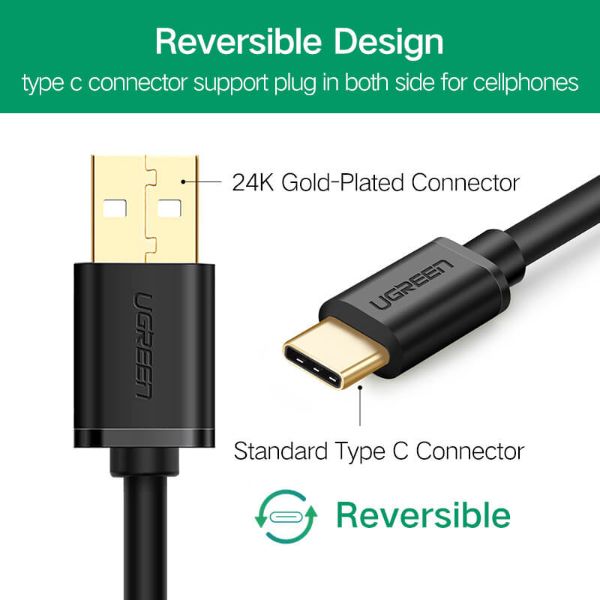 Reversible Design
type c connector support plug in both side for cellphones
24K Gold-Plated Connector
UGREEN
UGREEN
Standard Type C Connector
Reversible